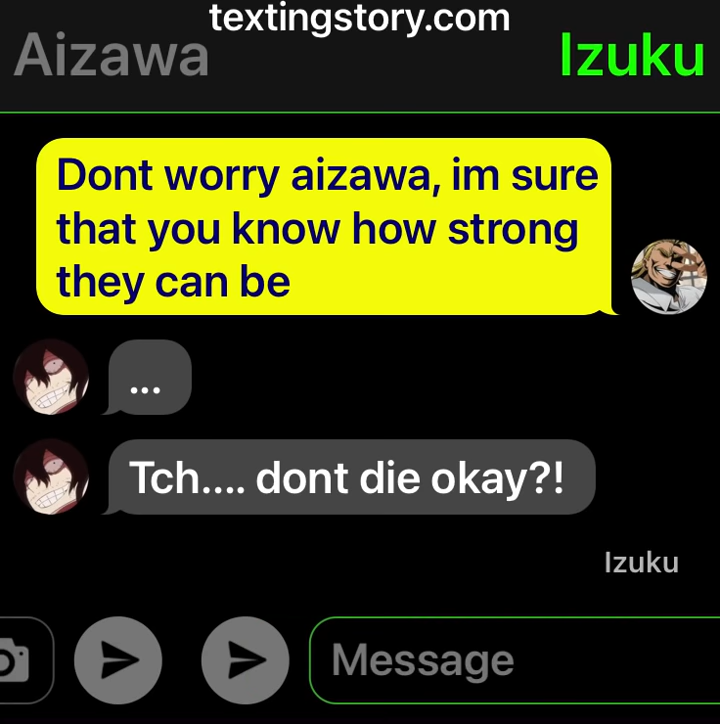 textingstory.com
Aizawa
Izuku
Dont worry aizawa, im sure
that you know how strong
they can be
...
Tch.... dont die okay?!
Izuku
Message